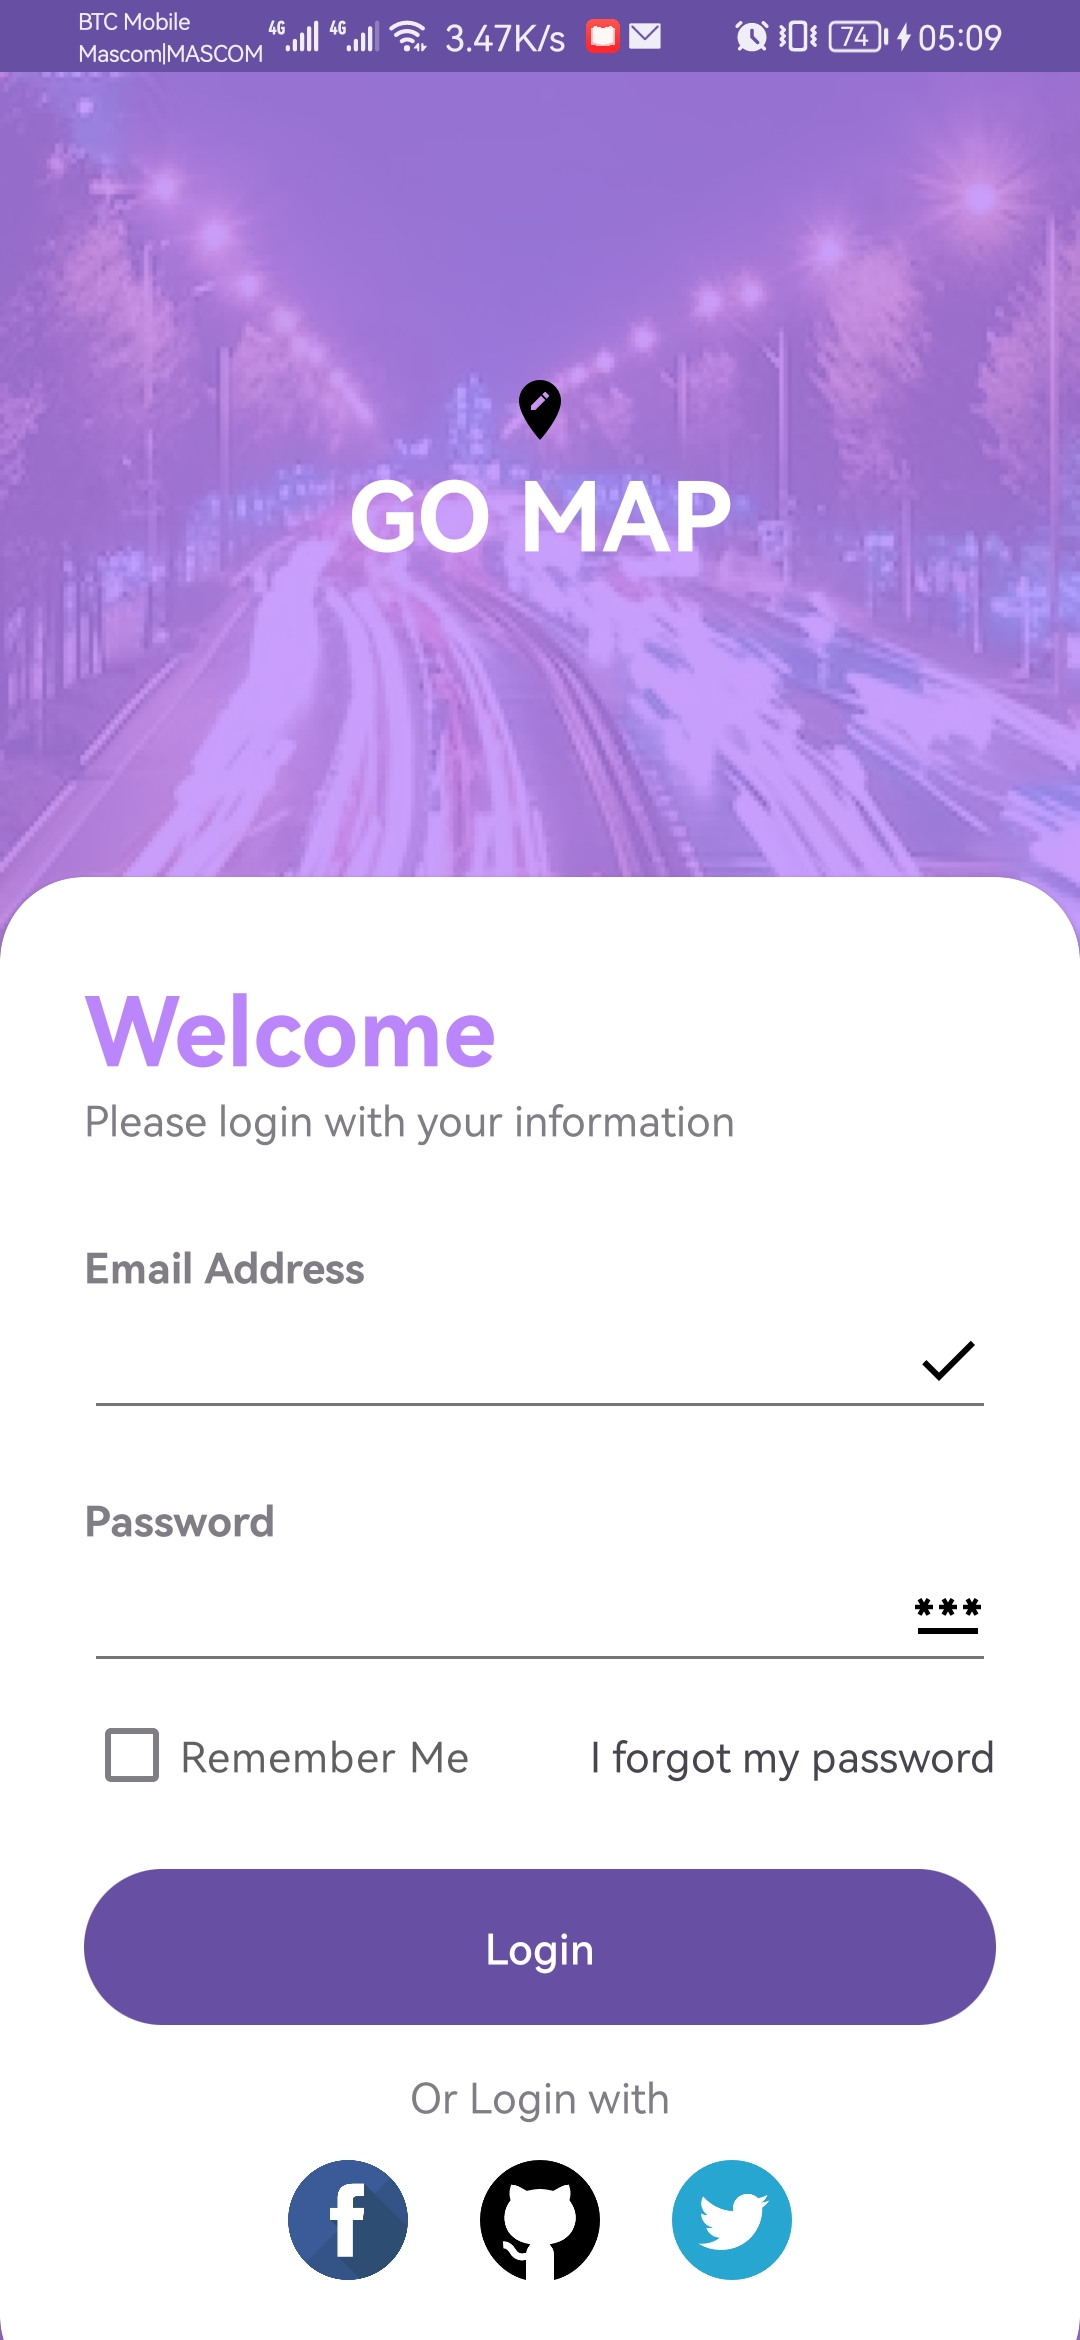 BTC Mobile
Mascom|MASCOM 4G 4G 3.47K/s 74 05:09
GO MAP
Welcome
Please login with your information
Email Address
Password
***
Remember Me I forgot my password
Login
Or Login with